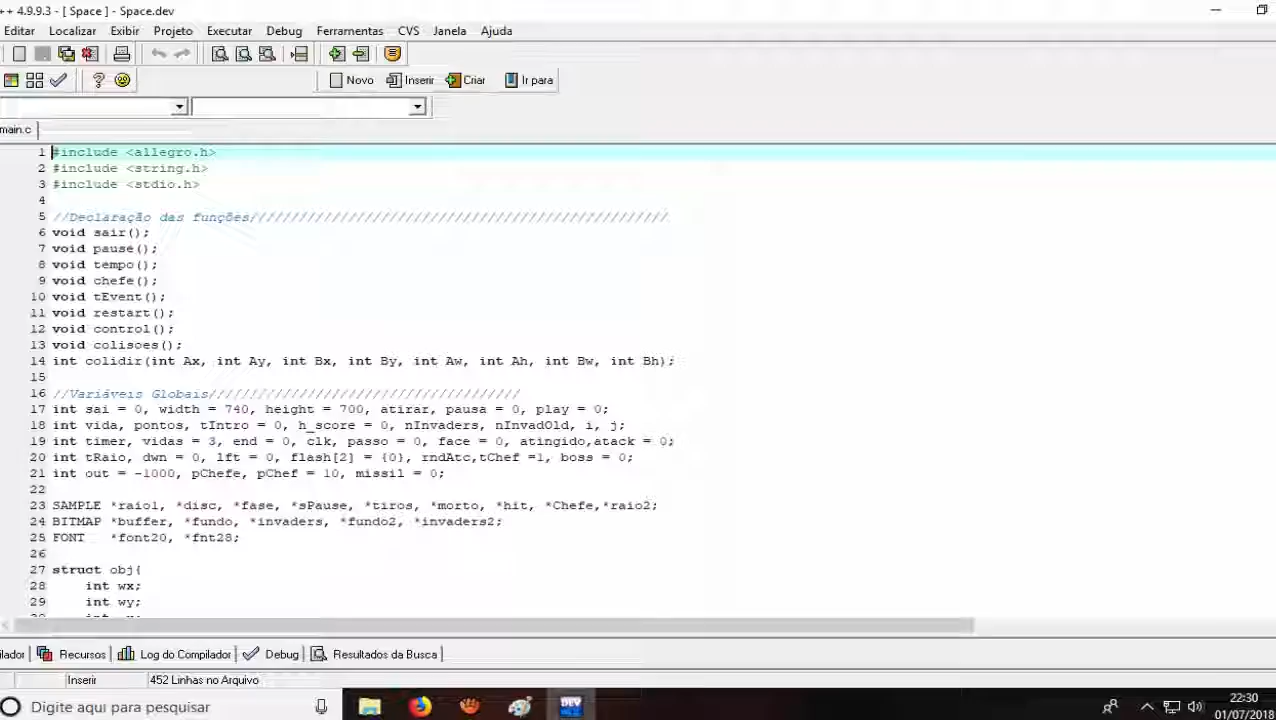 ++ 4.9.9.3 - [ Space ] - Space.dev
Editar Localizar Exibir Projeto Executar Debug Ferramentas CVS Janela Ajuda
Novo Inserir Criar Ir para
main.c
1 #include <allegro.h>
2 #include <string.h>
3 #include <stdio.h>
4
5 //Declaração das funções///////////////////////////////////////////////////
6 void sair();
7 void pause();
8 void tempo();
9 void chefe();
10 void tEvent();
11 void restart();
12 void control();
13 void colisoes();
14 int colidir(int Ax, int Ay, int Bx, int By, int Aw, int Ah, int Bw, int Bh);
15
16 //Variáveis Globais//////////////////////////////////////
17 int sai = 0, width = 740, height = 700, atirar, pausa = 0, play = 0;
18 int vida, pontos, tIntro = 0, h_score = 0, nInvaders, nInvadOld, i, j;
19 int timer, vidas = 3, end = 0, clk, passo = 0, face = 0, atingido,atack = 0;
20 int tRaio, dwn = 0, lft = 0, flash[2] = {0}, rndAtc,tChef =1, boss = 0;
21 int out = -1000, pChefe, pChef = 10, missil = 0;
22
23 SAMPLE *raio1, *disc, *fase, *sPause, *tiros, *morto, *hit, *Chefe,*raio2;
24 BITMAP *buffer, *fundo, *invaders, *fundo2, *invaders2;
25 FONT *font20, *fnt28;
26
27 struct obj{
28 int wx;
29 int wy;
ilador Recursos Log do Compilador Debug Resultados da Busca
Inserir 452 Linhas no Arquivo
Digite aqui para pesquisar DEV 22:30
01/07/2018